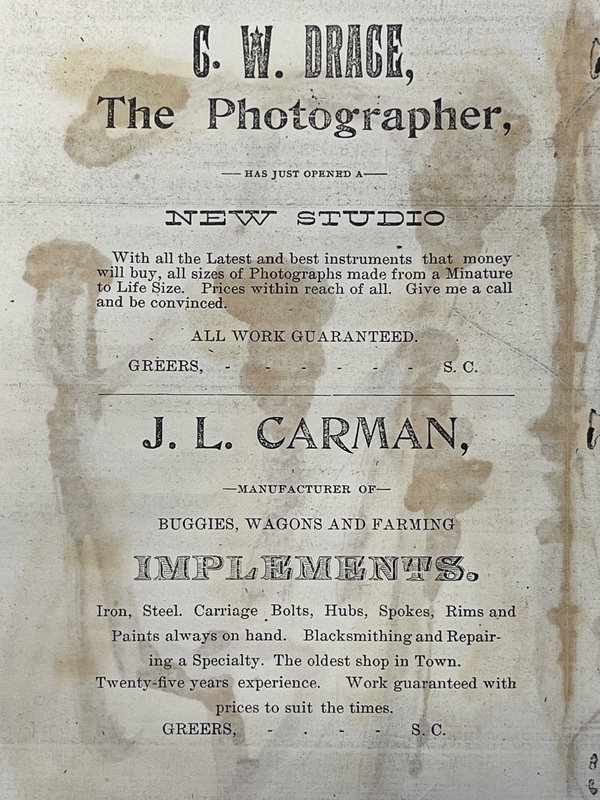 C. W. DRACE,
The Photographer,
— HAS JUST OPENED A —
NEW STUDIO
With all the Latest and best instruments that money
will buy, all sizes of Photographs made from a Minature
to Life Size. Prices within reach of all. Give me a call
and be convinced.
ALL WORK GUARANTEED.
GREERS, - - - - - - S. C.
J. L. CARMAN,
—MANUFACTURER OF—
BUGGIES, WAGONS AND FARMING
IMPLEMENTS.
Iron, Steel. Carriage Bolts, Hubs, Spokes, Rims and
Paints always on hand. Blacksmithing and Repair-
ing a Specialty. The oldest shop in Town.
Twenty-five years experience. Work guaranteed with
prices to suit the times.
GREERS, - . - - S. C.